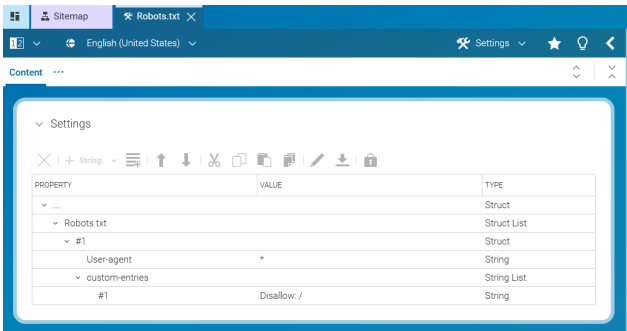 Sitemap
Robots.txt
12
English (United States)
Settings
Content
Settings
String
PROPERTY VALUE TYPE
... Struct
Robots.txt Struct List
#1 Struct
User-agent * String
custom-entries String List
#1 Disallow: / String